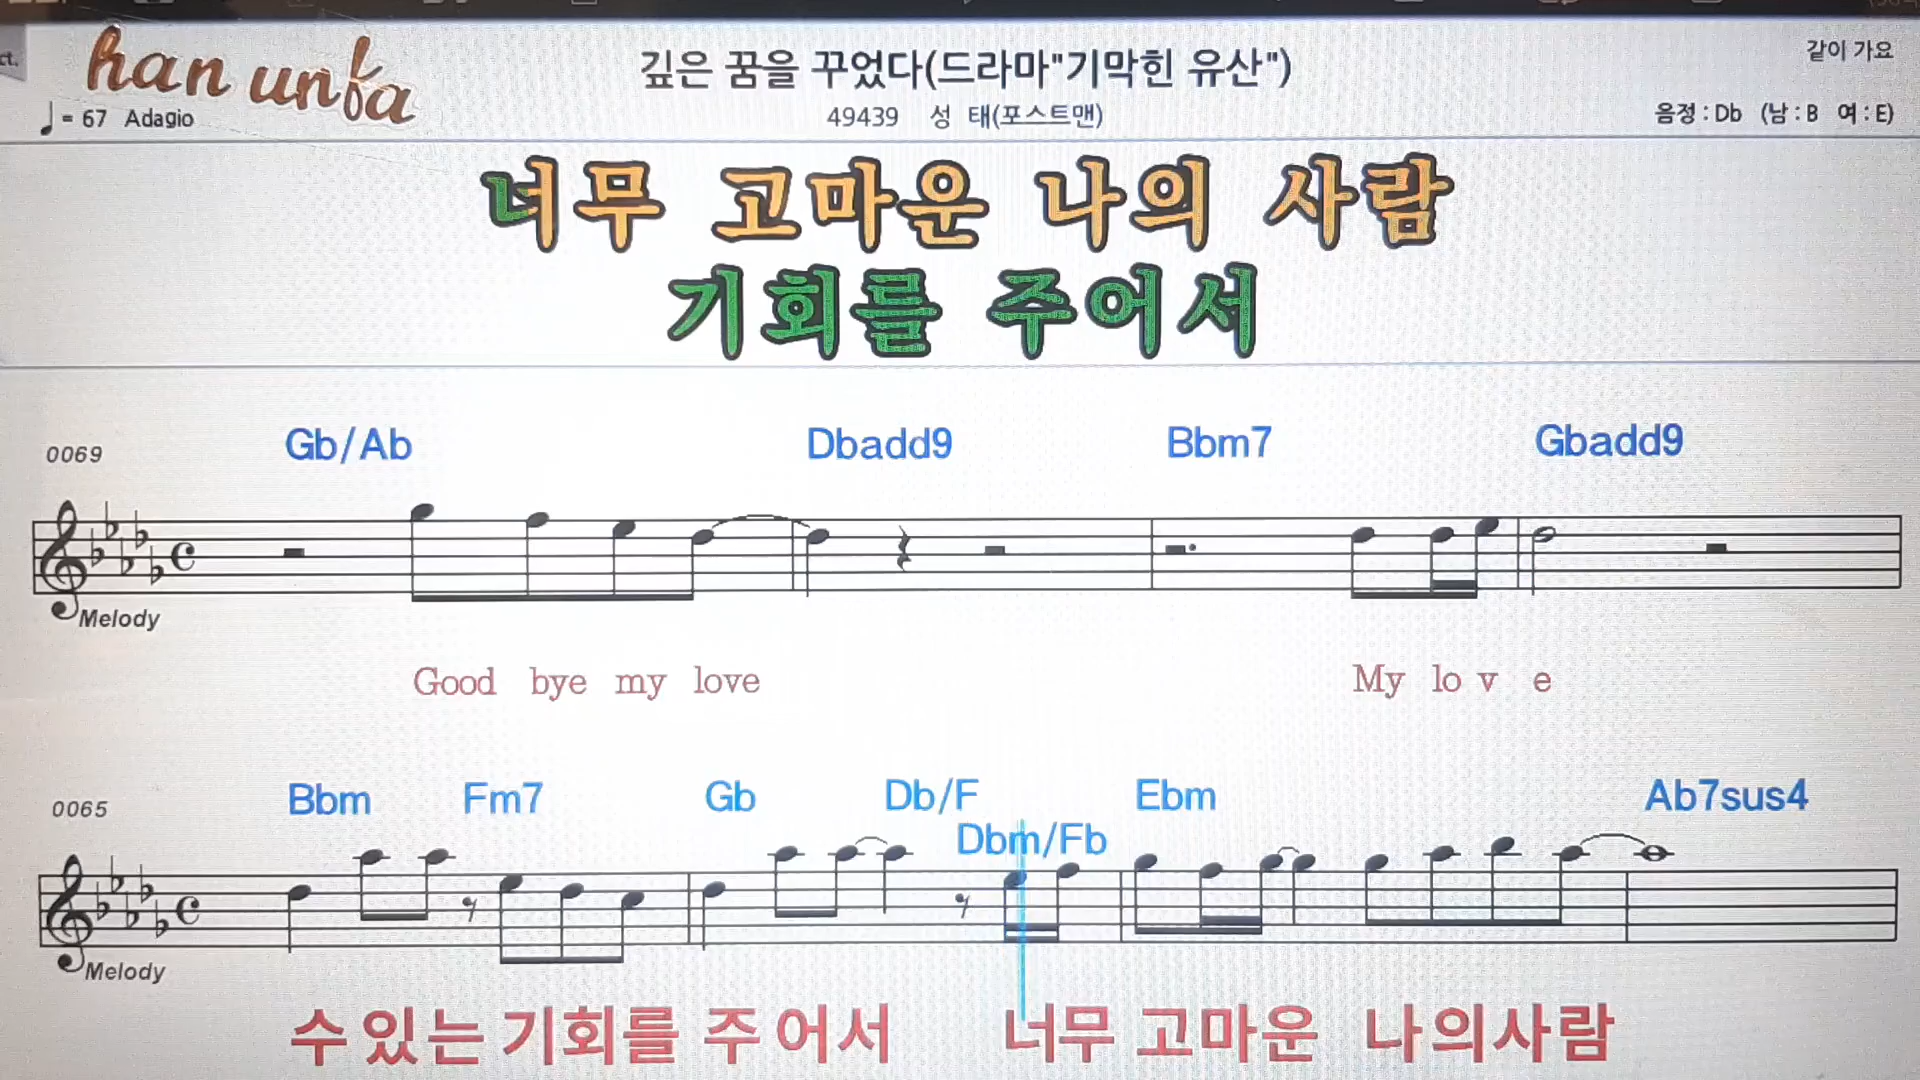 han unfa
깊은 꿈을 꾸었다(드라마"기막힌 유산")
같이 가요
♩= 67 Adagio
49439 성 태(포스트맨)
음정 : Db (남 : B 여 : E)
너무 고마운 나의 사람
기회를 주어서
0069
Gb/Ab Dbadd9 Bbm7 Gbadd9
Melody
Good bye my love My lo v e
0065
Bbm Fm7 Gb Db/F Dbm/Fb Ebm Ab7sus4
Melody
수 있는 기회를 주 어서 너무 고마운 나의사람